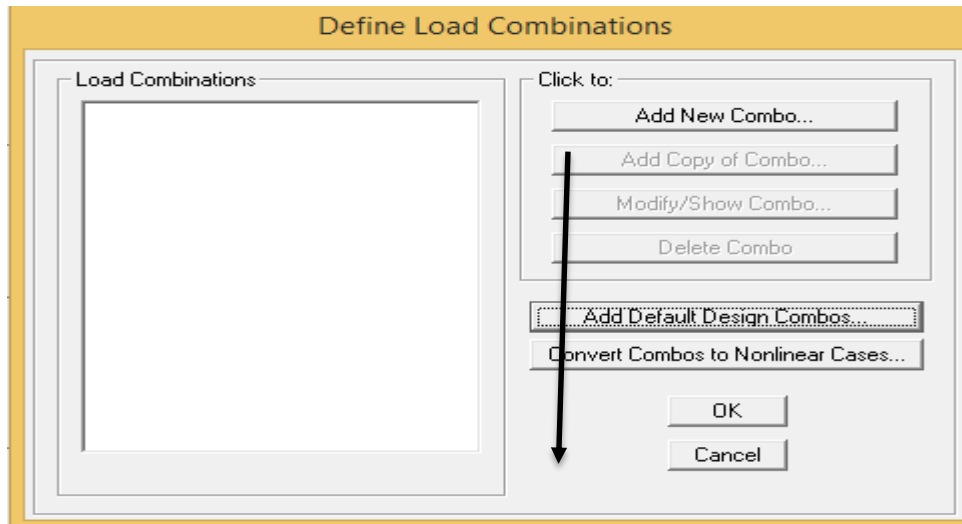 Define Load Combinations
Load Combinations
Click to:
Add New Combo...
Add Copy of Combo...
Modify/Show Combo...
Delete Combo
Add Default Design Combos...
Convert Combos to Nonlinear Cases...
OK
Cancel